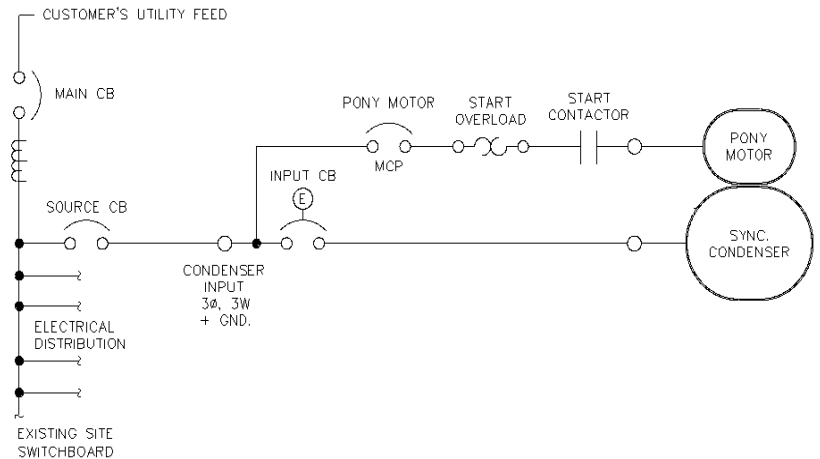 CUSTOMER'S UTILITY FEED
MAIN CB
PONY MOTOR
MCP
START
OVERLOAD
START
CONTACTOR
PONY
MOTOR
INPUT CB
E
SOURCE CB
SYNC.
CONDENSER
CONDENSER
INPUT
3ø, 3W
+ GND.
ELECTRICAL
DISTRIBUTION
EXISTING SITE
SWITCHBOARD